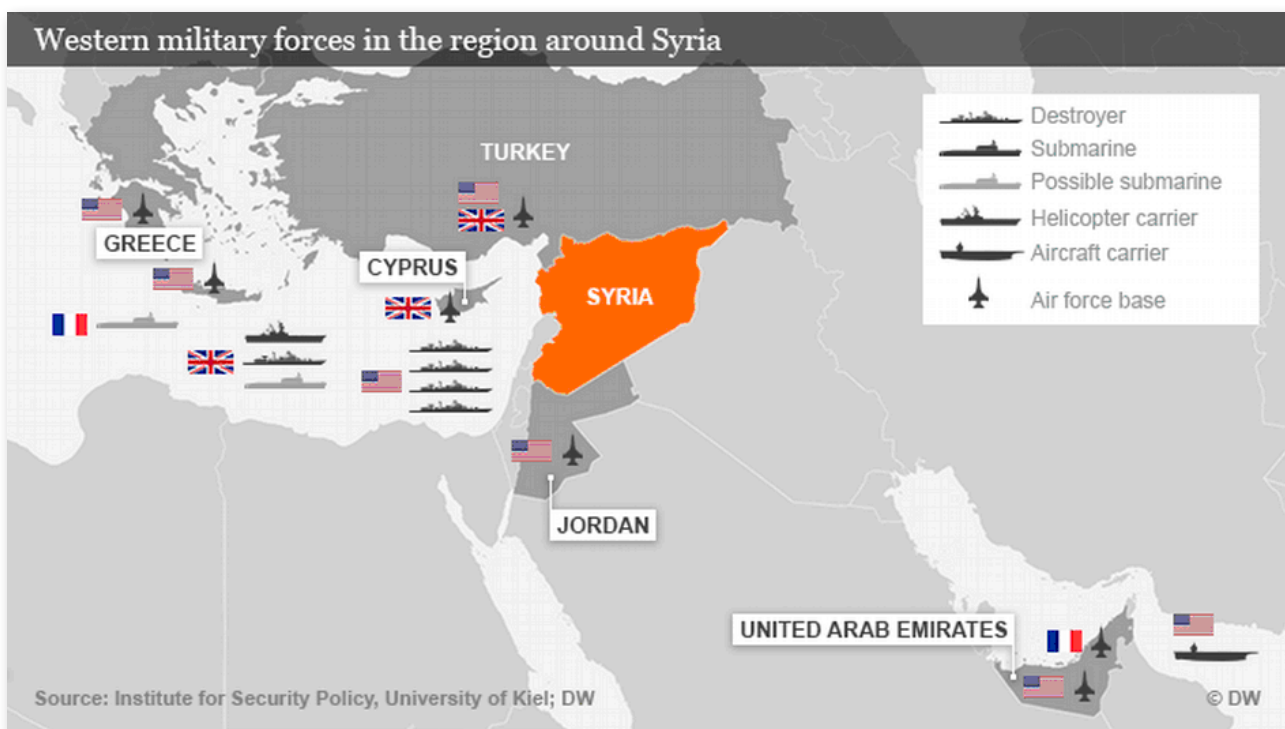 Western military forces in the region around Syria
Destroyer
Submarine
Possible submarine
Helicopter carrier
Aircraft carrier
Air force base
TURKEY
GREECE
CYPRUS
SYRIA
JORDAN
UNITED ARAB EMIRATES
Source: Institute for Security Policy, University of Kiel; DW
© DW